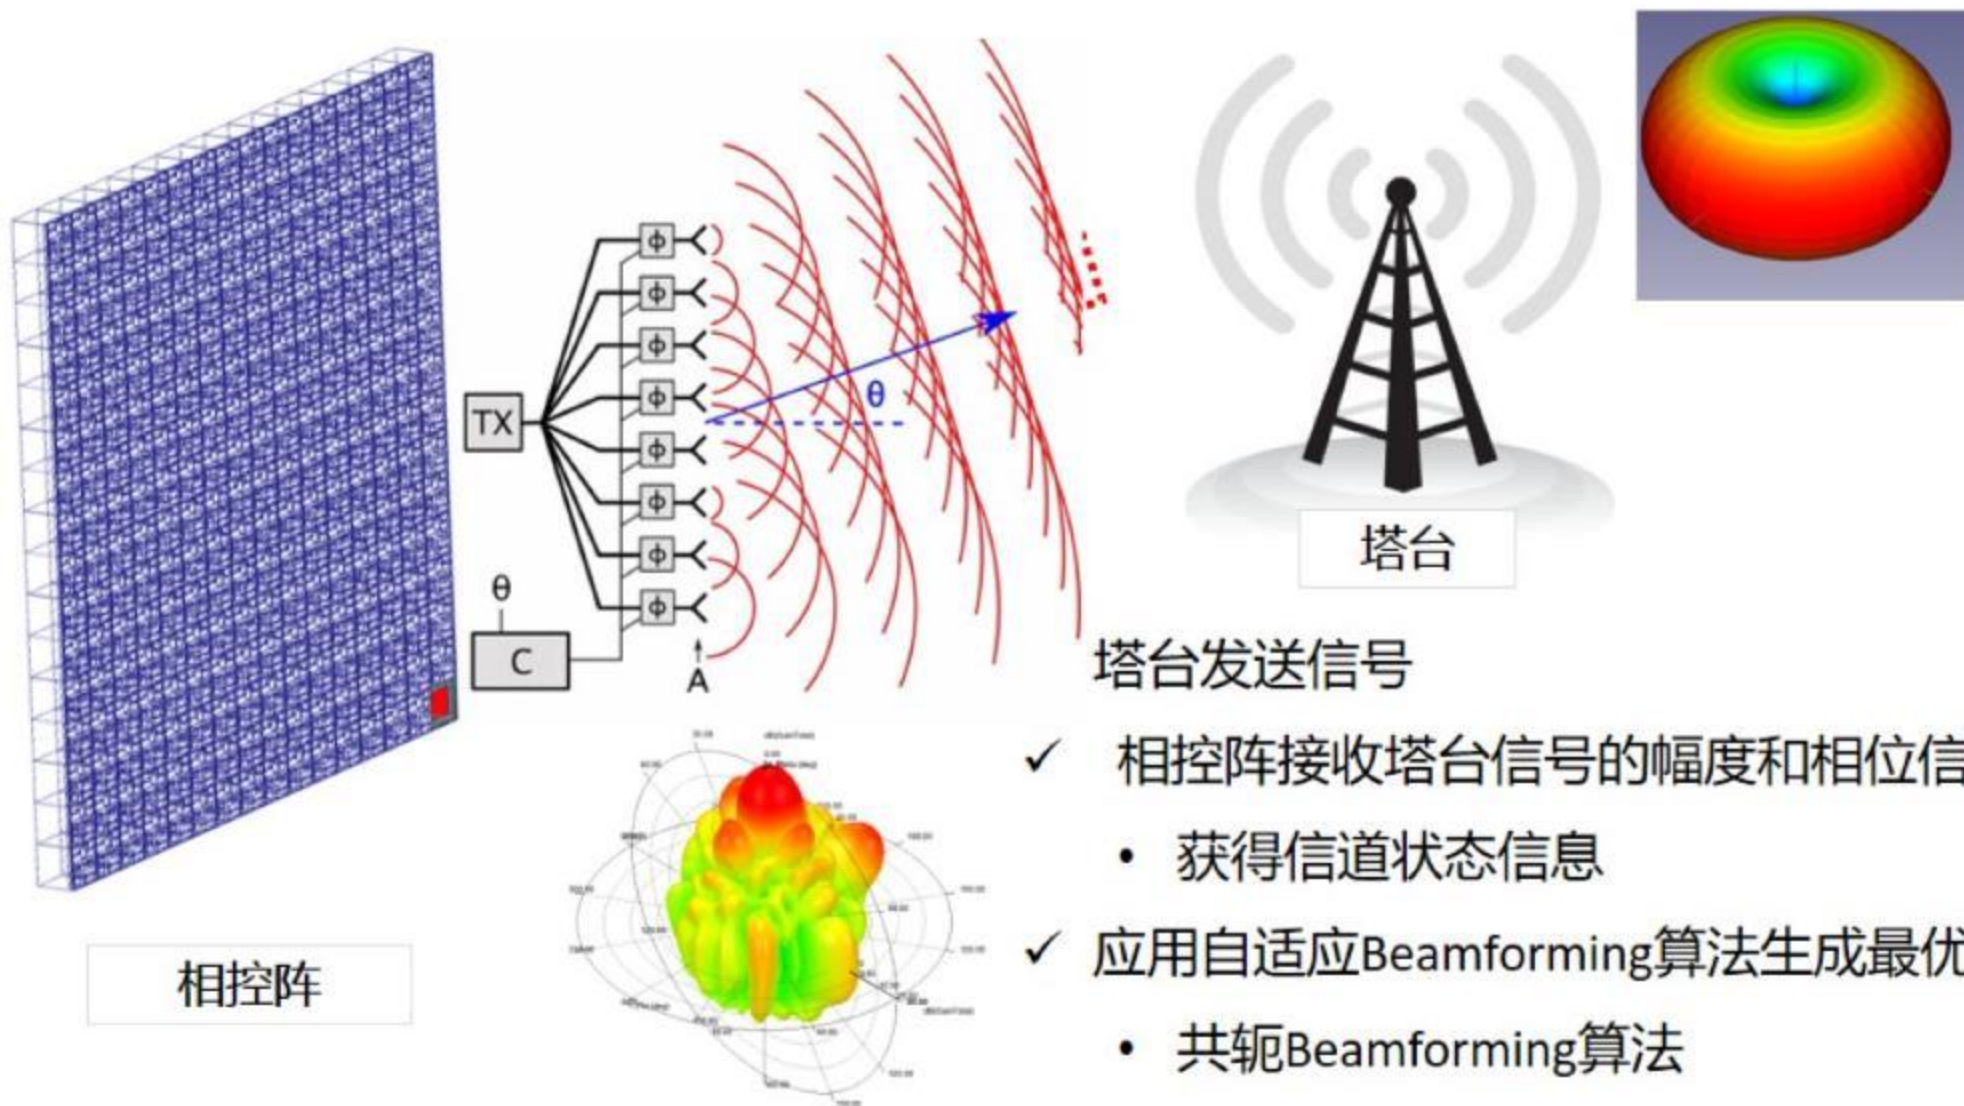 TX
ϕ
ϕ
ϕ
ϕ
ϕ
ϕ
ϕ
ϕ
θ
θ
C
A
相控阵
塔台
塔台发送信号
✓ 相控阵接收塔台信号的幅度和相位信
• 获得信道状态信息
✓ 应用自适应Beamforming算法生成最优
• 共轭Beamforming算法